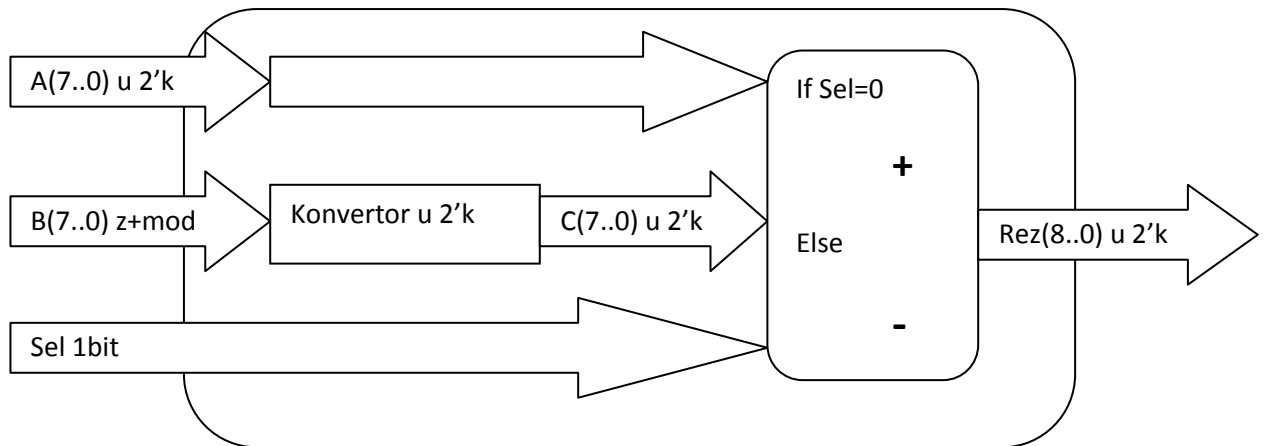 A(7..0) u 2’k
If Sel=0
+
B(7..0) z+mod
Konvertor u 2’k
C(7..0) u 2’k
Else
Rez(8..0) u 2’k
-
Sel 1bit